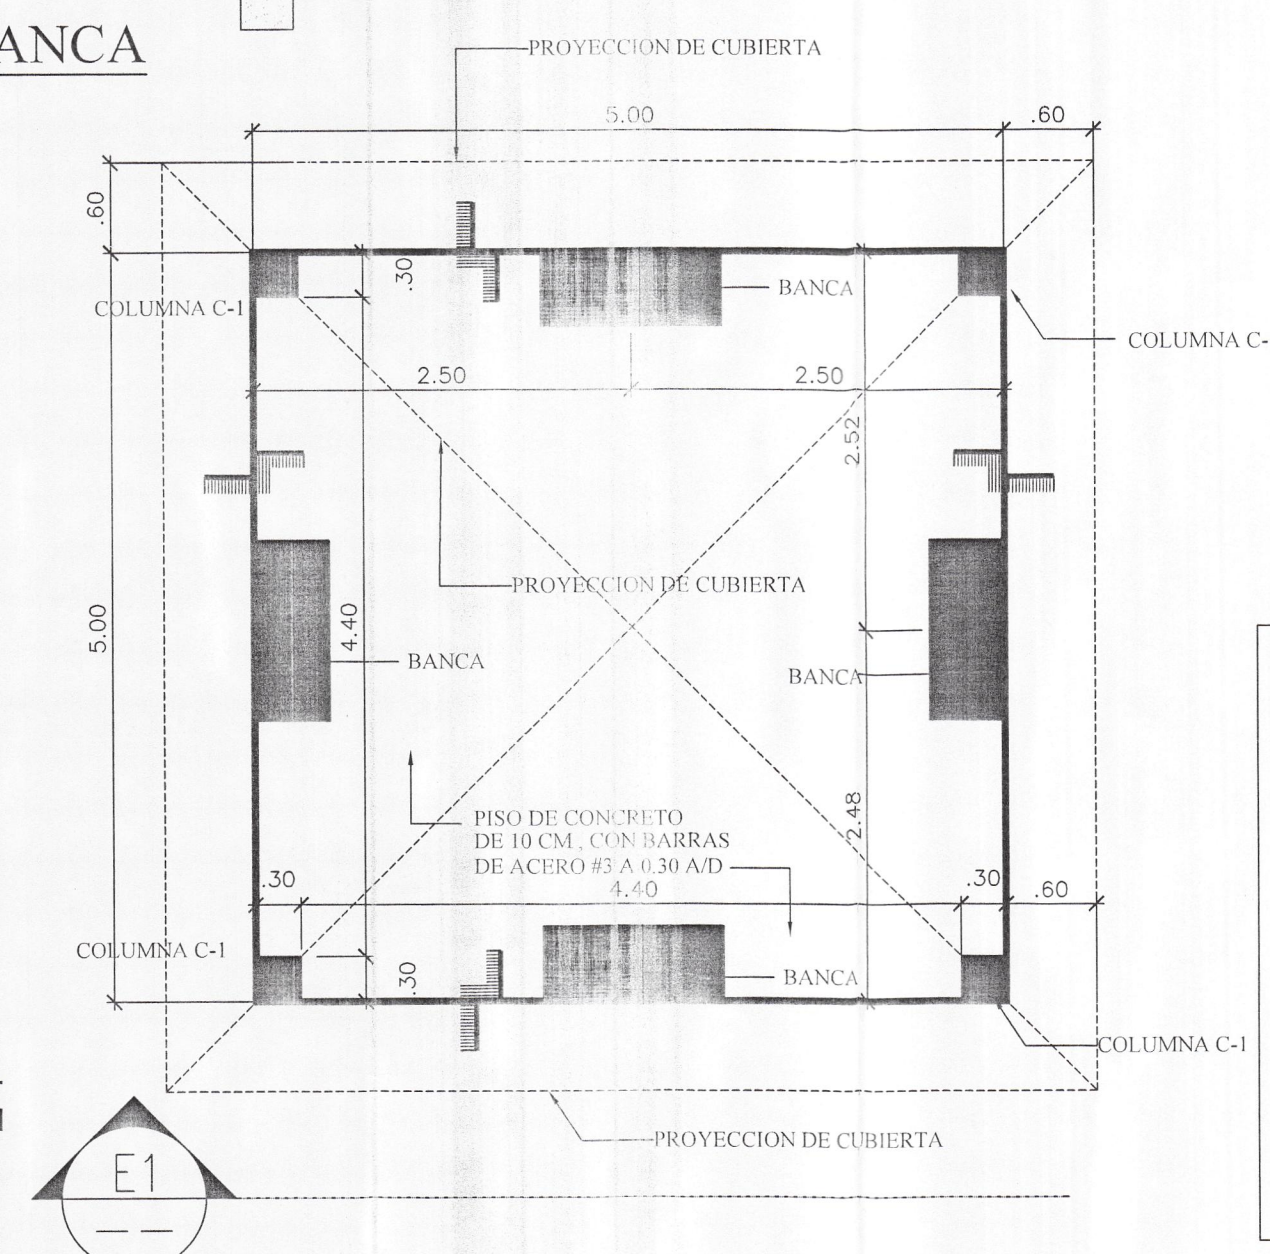 ANCA
PROYECCION DE CUBIERTA
5.00
.60
.60
.30
BANCA
COLUMNA C-1
COLUMNA C-
2.50
2.50
2.52
PROYECCION DE CUBIERTA
5.00
4.40
BANCA
BANCA
2.48
PISO DE CONCRETO
DE 10 CM , CON BARRAS
DE ACERO #3 A 0.30 A/D
.30
4.40
.30
.60
COLUMNA C-1
.30
BANCA
COLUMNA C-1
PROYECCION DE CUBIERTA
E1